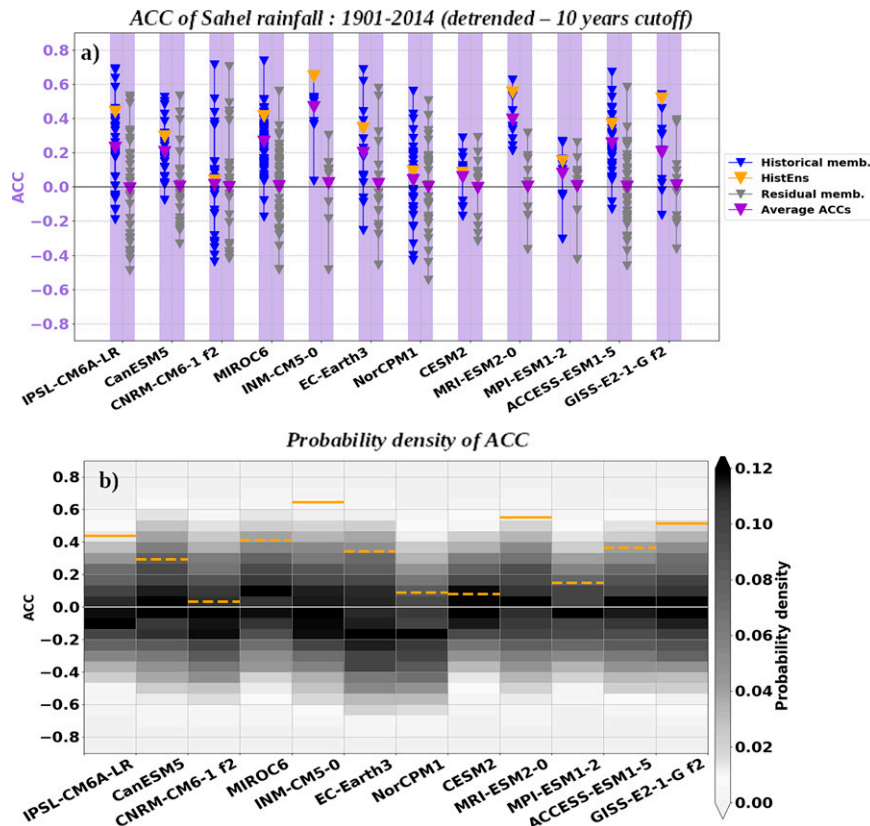 ACC of Sahel rainfall : 1901-2014 (detrended – 10 years cutoff)
a)
ACC
0.8
0.6
0.4
0.2
0.0
−0.2
−0.4
−0.6
−0.8
Historical memb.
HistEns
Residual memb.
Average ACCs
IPSL-CM6A-LR
CanESM5
CNRM-CM6-1 f2
MIROC6
INM-CM5-0
EC-Earth3
NorCPM1
CESM2
MRI-ESM2-0
MPI-ESM1-2
ACCESS-ESM1-5
GISS-E2-1-G f2
Probability density of ACC
b)
ACC
0.8
0.6
0.4
0.2
0.0
−0.2
−0.4
−0.6
−0.8
IPSL-CM6A-LR
CanESM5
CNRM-CM6-1 f2
MIROC6
INM-CM5-0
EC-Earth3
NorCPM1
CESM2
MRI-ESM2-0
MPI-ESM1-2
ACCESS-ESM1-5
GISS-E2-1-G f2
0.12
0.10
0.08
0.06
0.04
0.02
0.00
Probability density